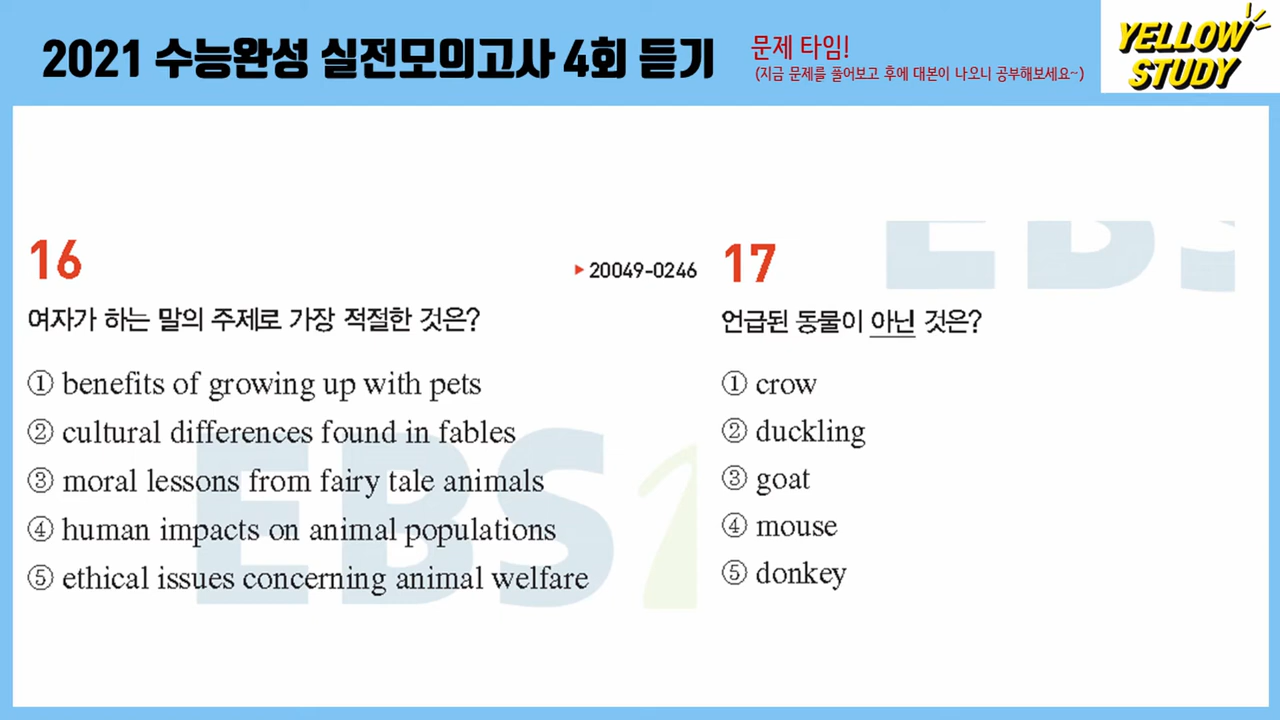 2021 수능완성 실전모의고사 4회 듣기
문제 타임!
(지금 문제를 풀어보고 후에 대본이 나오니 공부해보세요~)
YELLOW
STUDY
16
▶ 20049-0246
여자가 하는 말의 주제로 가장 적절한 것은?
① benefits of growing up with pets
② cultural differences found in fables
③ moral lessons from fairy tale animals
④ human impacts on animal populations
⑤ ethical issues concerning animal welfare
EBS
17
언급된 동물이 아닌 것은?
① crow
② duckling
③ goat
④ mouse
⑤ donkey
EBS